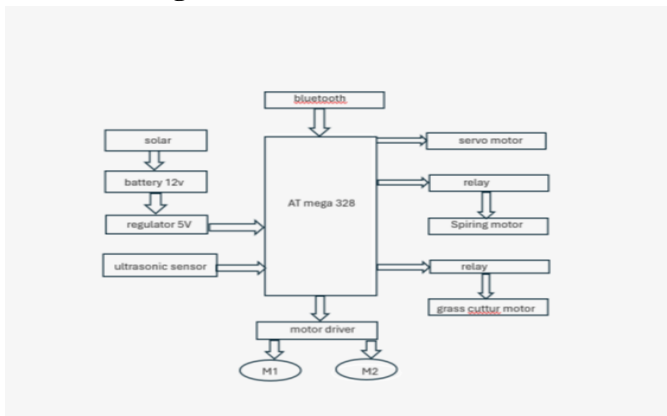 bluetooth
solar
servo motor
battery 12v
relay
AT mega 328
regulator 5V
Spiring motor
ultrasonic sensor
relay
grass cuttur motor
motor driver
M1
M2